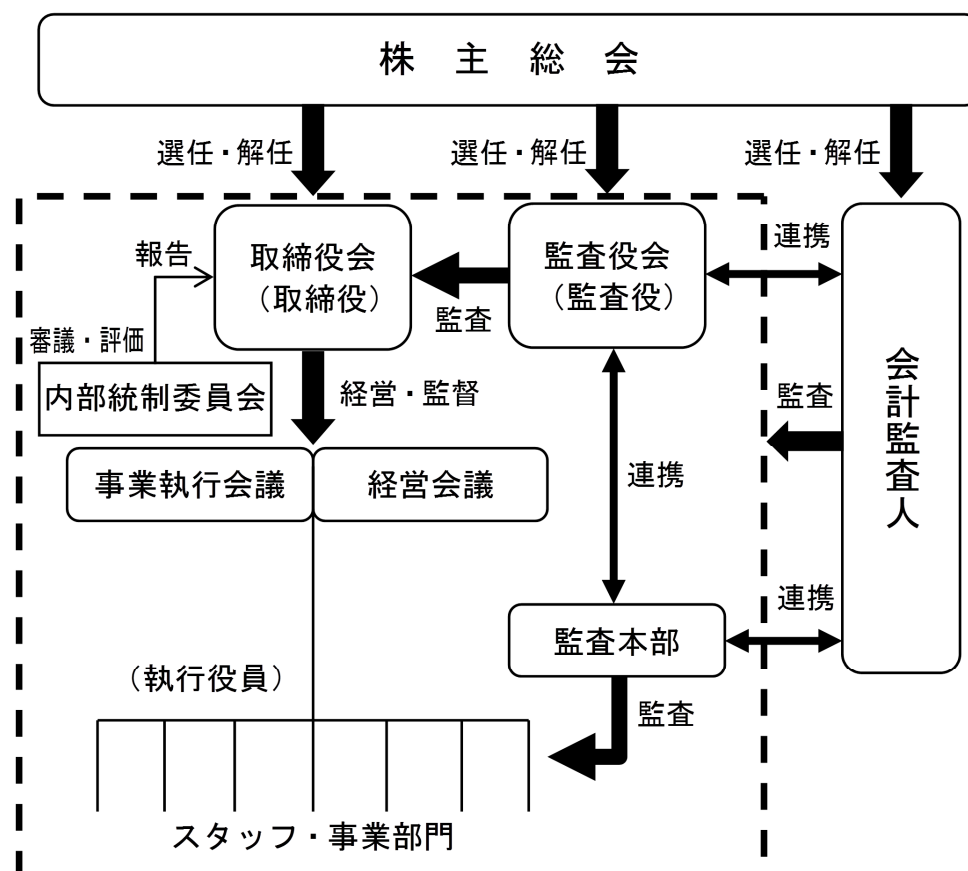 株主総会
選任・解任
選任・解任
選任・解任
報告
取締役会
（取締役）
監査
監査役会
（監査役）
連携
審議・評価
内部統制委員会
経営・監督
監査
会計監査人
事業執行会議
経営会議
連携
連携
監査本部
（執行役員）
監査
スタッフ・事業部門